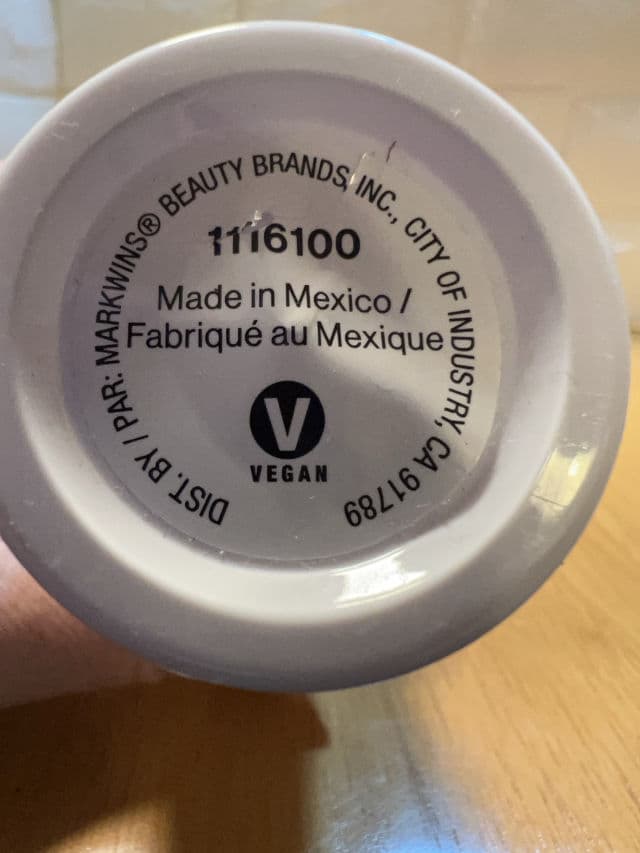 DIST. BY / PAR: MARKWINS® BEAUTY BRANDS, INC., CITY OF INDUSTRY, CA 91789
1116100
Made in Mexico /
Fabriqué au Mexique
V
VEGAN